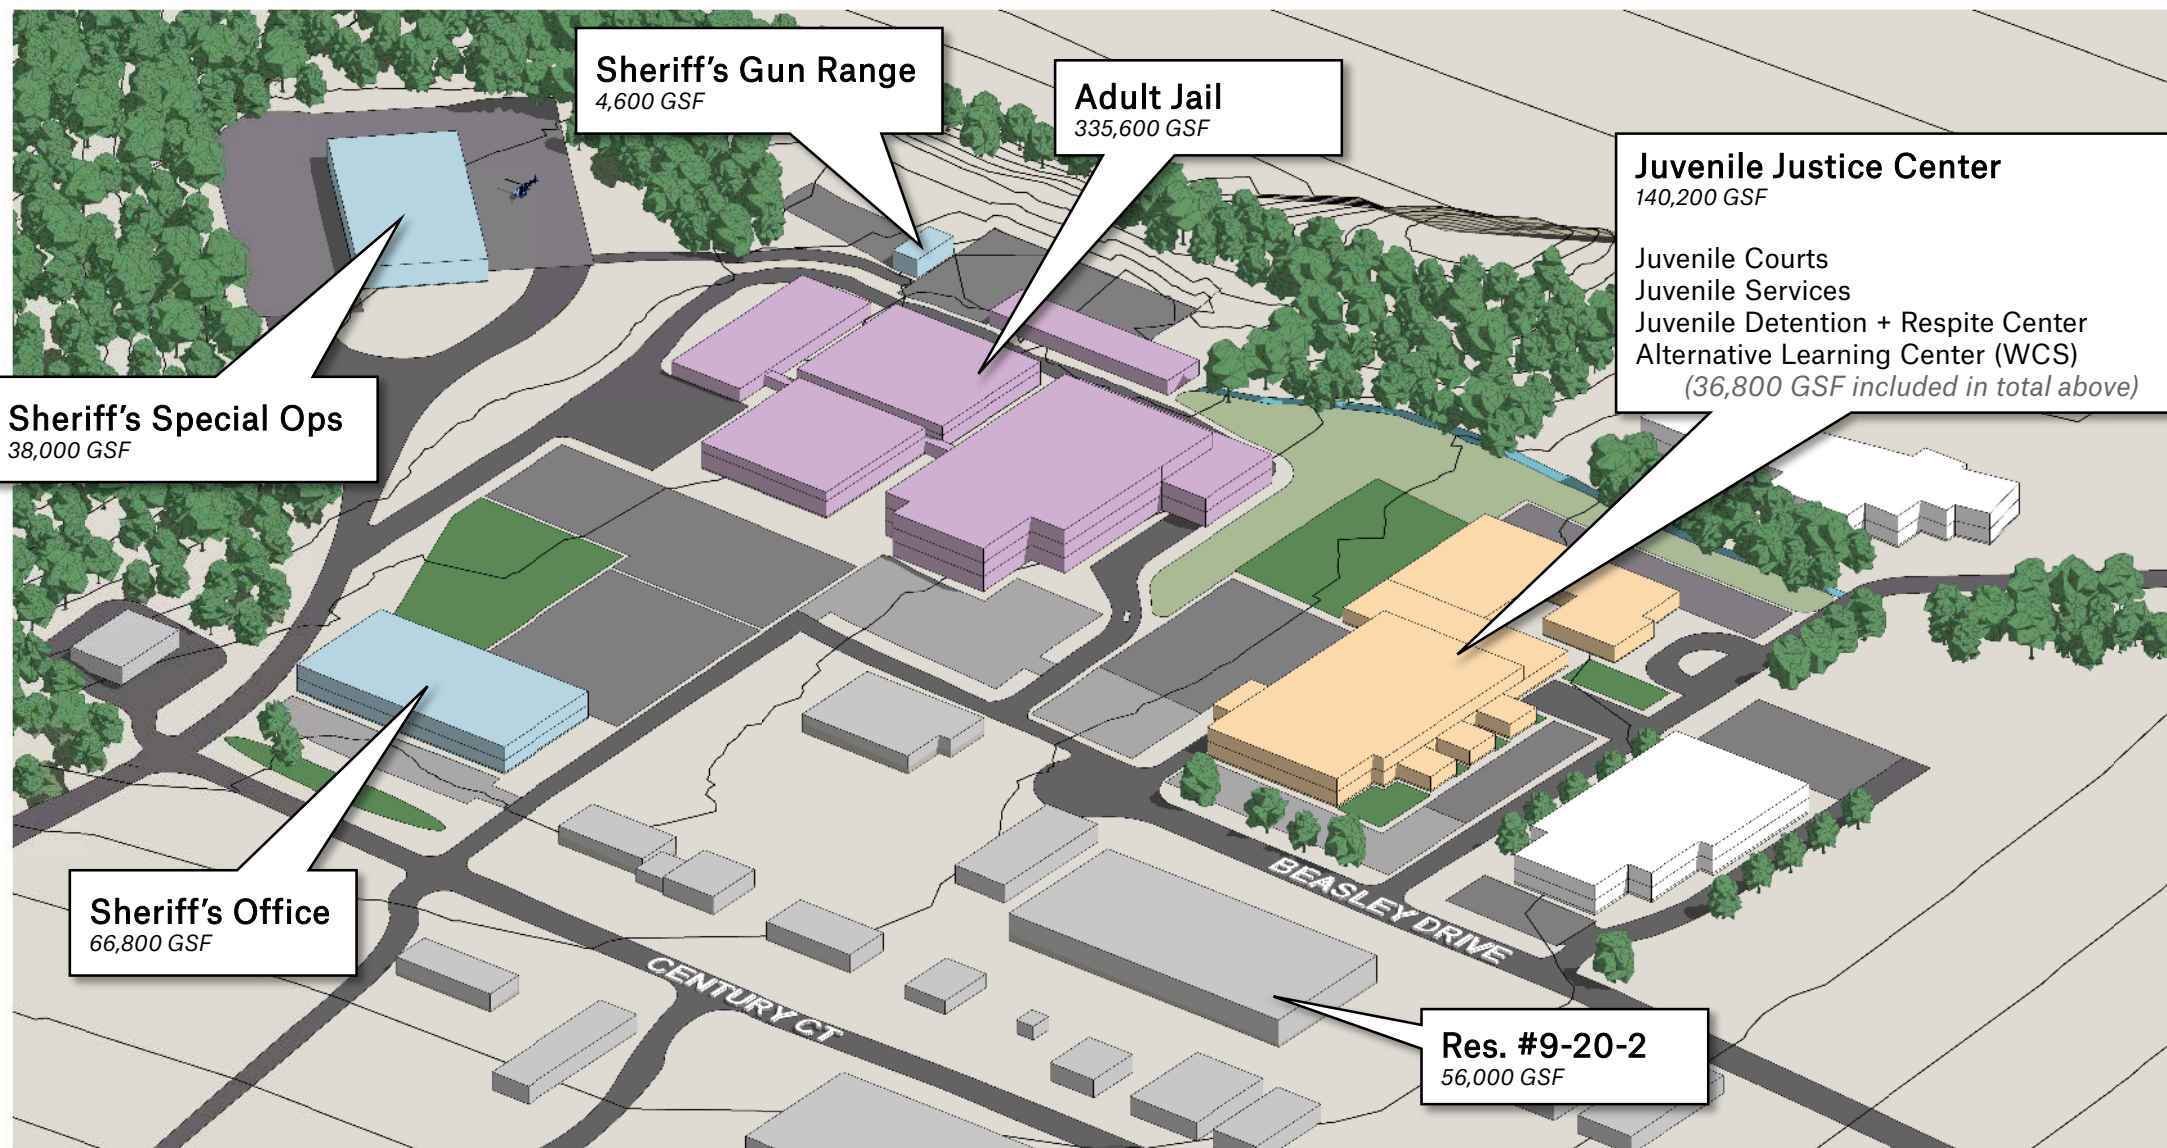 Sheriff's Gun Range
4,600 GSF
Adult Jail
335,600 GSF
Juvenile Justice Center
140,200 GSF
Juvenile Courts
Juvenile Services
Juvenile Detention + Respite Center
Alternative Learning Center (WCS)
(36,800 GSF included in total above)
Sheriff's Special Ops
38,000 GSF
Sheriff's Office
66,800 GSF
BEASLEY DRIVE
CENTURY CT
Res. #9-20-2
56,000 GSF